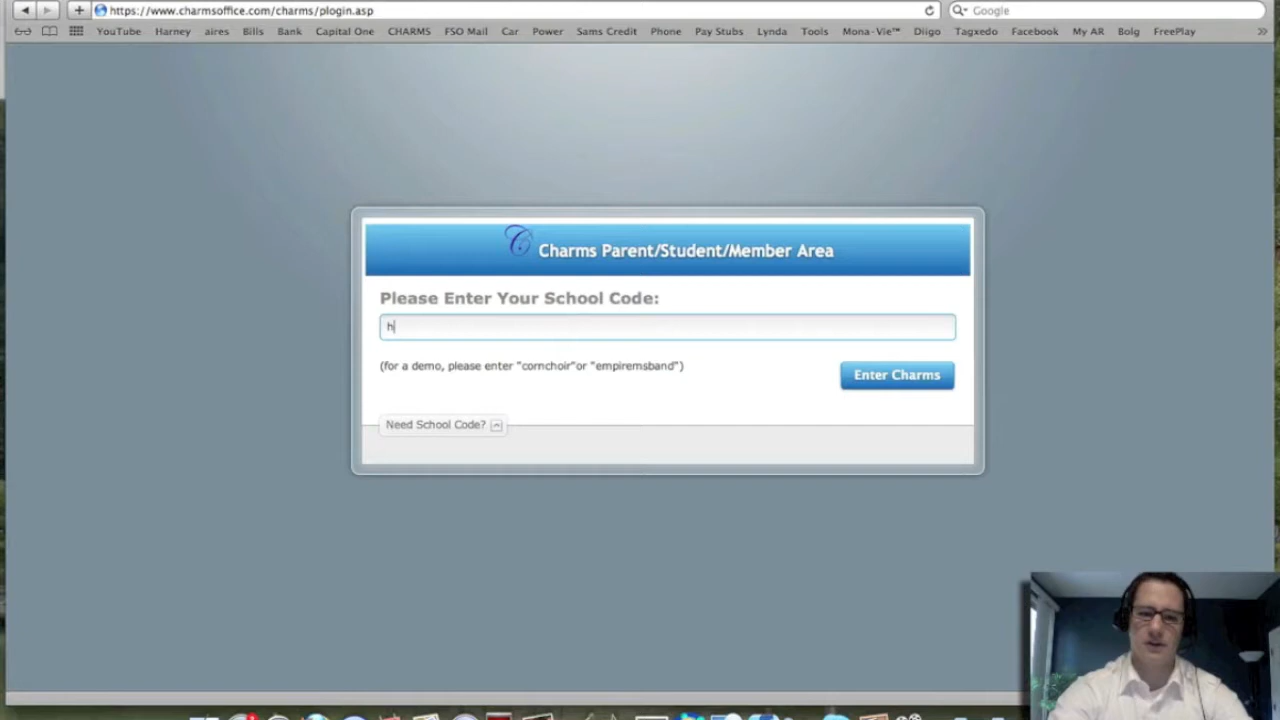 https://www.charmsoffice.com/charms/plogin.asp
Google
YouTube Harney aires Bills Bank Capital One CHARMS FSO Mail Car Power Sams Credit Phone Pay Stubs Lynda Tools Mona-Vie™ Diigo Tagxedo Facebook My AR Bolg FreePlay
C Charms Parent/Student/Member Area
Please Enter Your School Code:
h
(for a demo, please enter "cornchoir"or "empiremsband")
Enter Charms
Need School Code?